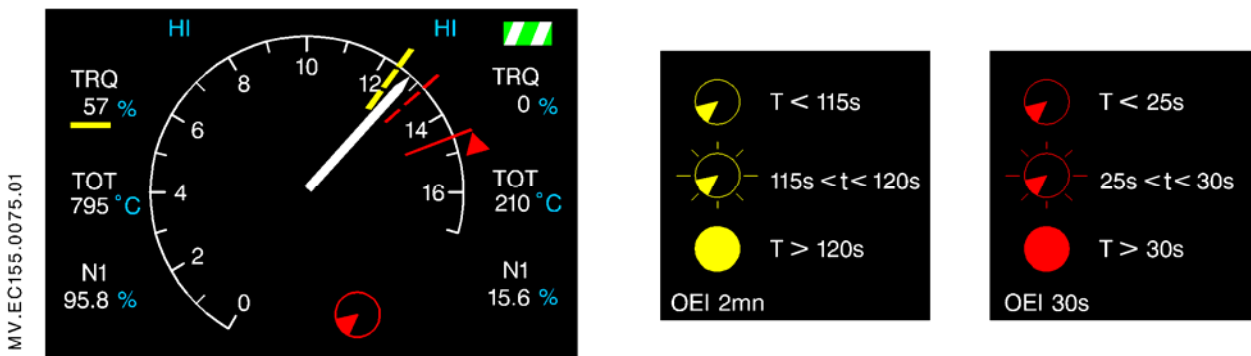 HI HI
10
8 12
TRQ TRQ
57 % 0 %
6 14
TOT TOT
795 °C 210 °C
4 16
N1 N1
95.8 % 15.6 %
2
0
T < 115s
115s <t< 120s
T > 120s
OEI 2mn
T < 25s
25s <t< 30s
T > 30s
OEI 30s
MV.EC155.0075.01